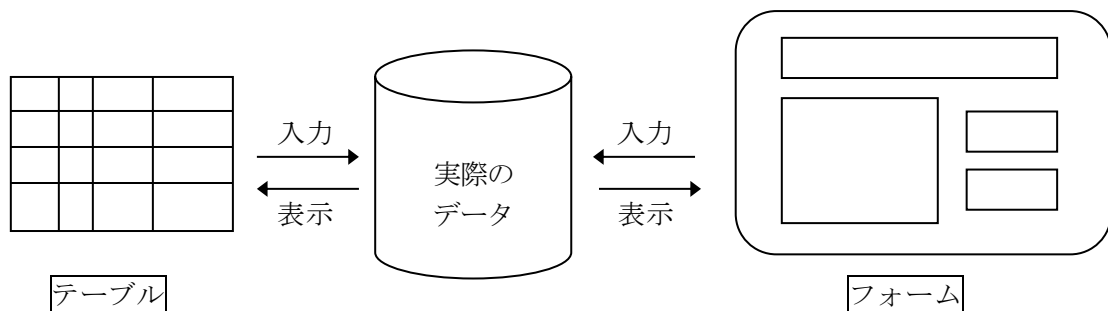 入力
表示
実際の
データ
入力
表示
テーブル
フォーム